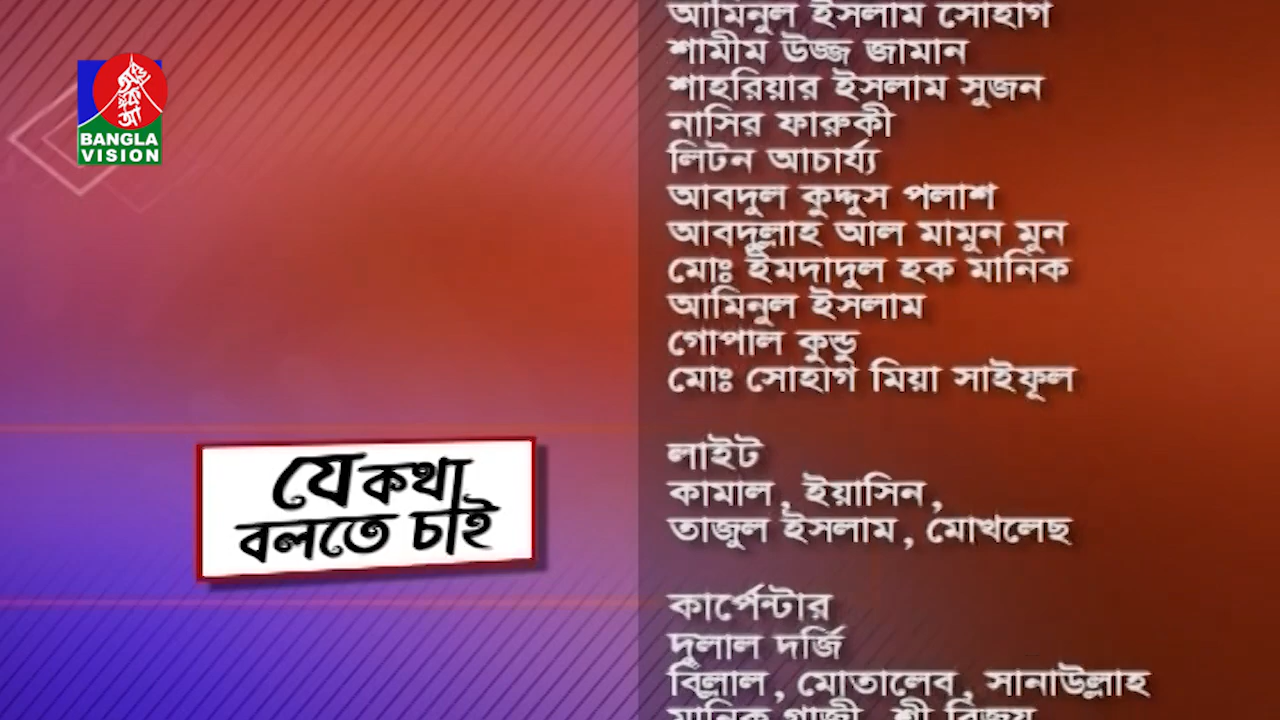 BANGLA
VISION
যে কথা
বলতে চাই
আমিনুল ইসলাম সোহাগ
শামীম উজ্জ জামান
শাহরিয়ার ইসলাম সুজন
নাসির ফারুকী
লিটন আচার্য্য
আবদুল কুদ্দুস পলাশ
আবদুল্লাহ আল মামুন মুন
মোঃ ইমদাদুল হক মানিক
আমিনুল ইসলাম
গোপাল কুন্ডু
মোঃ সোহাগ মিয়া সাইফূল
লাইট
কামাল, ইয়াসিন,
তাজুল ইসলাম, মোখলেছ
কার্পেন্টার
দুলাল দর্জি
বিল্লাল, মোতালেব, সানাউল্লাহ
মানিক গাজী, শ্রী বিজয়